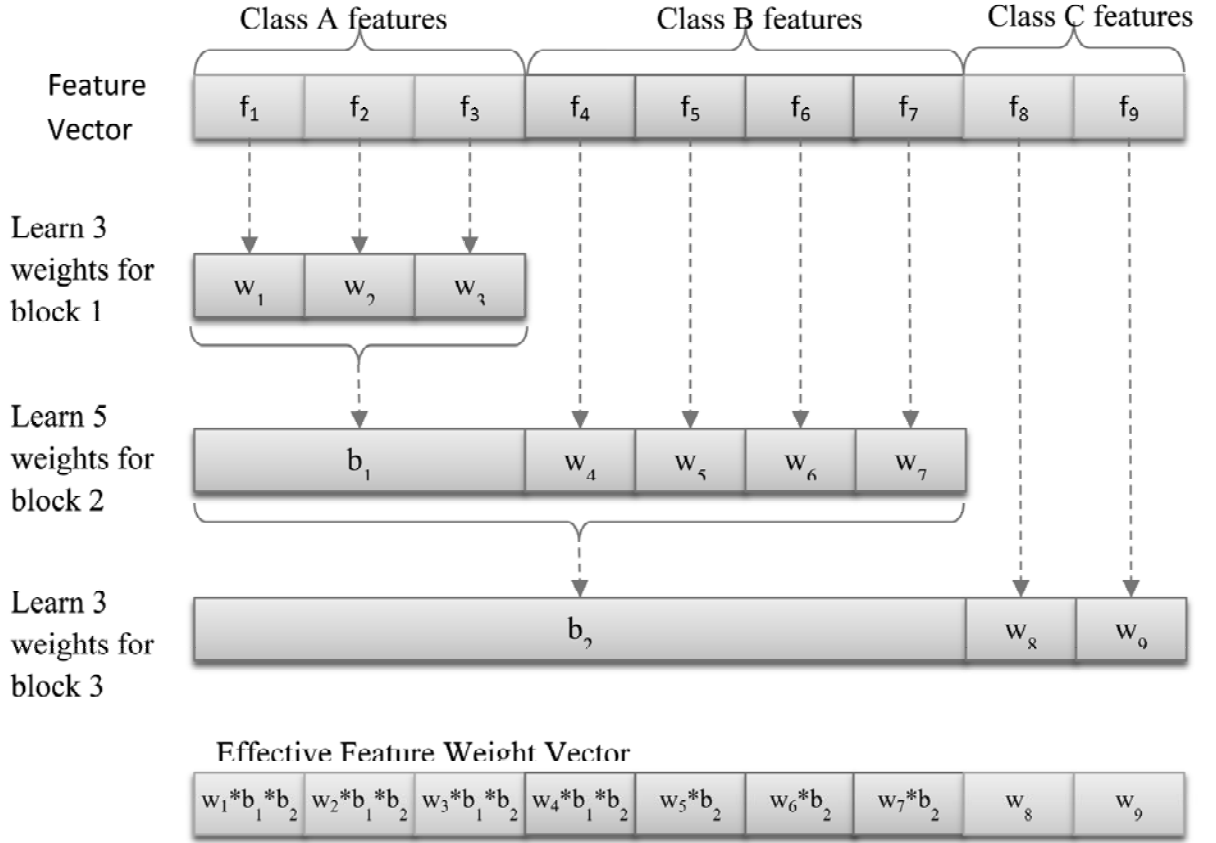 Class A features
Class B features
Class C features
Feature
Vector
f₁ f₂ f₃ f₄ f₅ f₆ f₇ f₈ f₉
Learn 3
weights for
block 1
w₁ w₂ w₃
Learn 5
weights for
block 2
b₁ w₄ w₅ w₆ w₇
Learn 3
weights for
block 3
b₂ w₈ w₉
Effective Feature Weight Vector
w₁*b₁*b₂ w₂*b₁*b₂ w₃*b₁*b₂ w₄*b₁*b₂ w₅*b₂ w₆*b₂ w₇*b₂ w₈ w₉